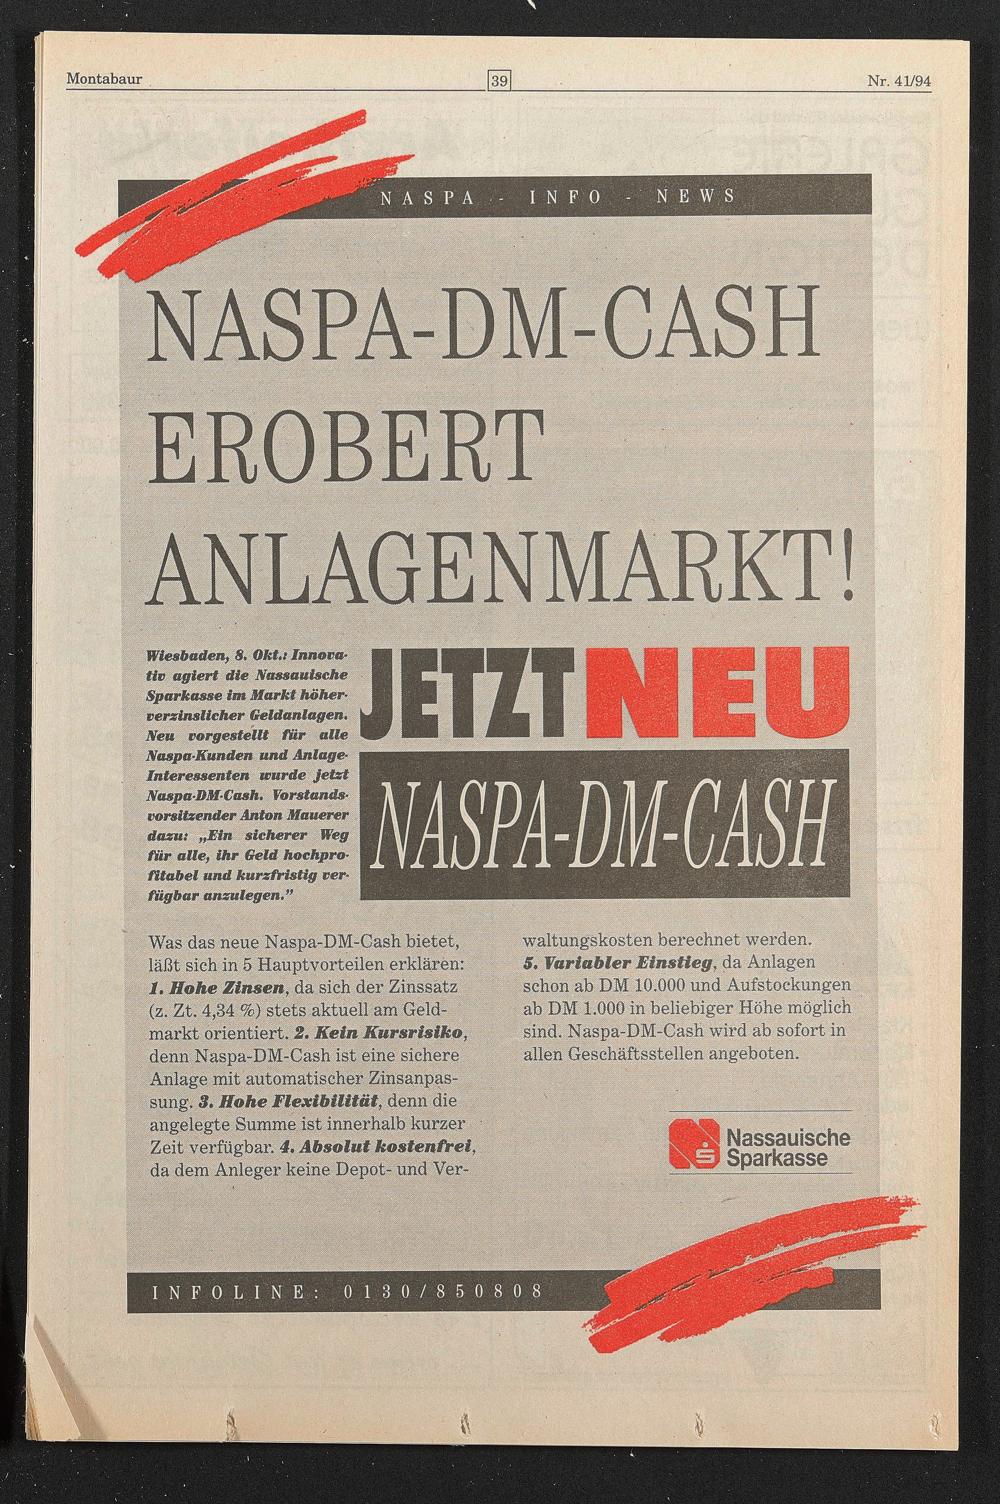 Montabaur
39
Nr. 41/94
NASPA - INFO - NEWS
NASPA-DM-CASH
EROBERT
ANLAGENMARKT!
Wiesbaden, 8. Okt.: Innova-
tiv agiert die Nassauische
Sparkasse im Markt höher-
verzinslicher Geldanlagen.
Neu vorgestellt für alle
Naspa-Kunden und Anlage-
Interessenten wurde jetzt
Naspa-DM-Cash. Vorstands-
vorsitzender Anton Mauerer
dazu: „Ein sicherer Weg
für alle, ihr Geld hochpro-
fitabel und kurzfristig ver-
fügbar anzulegen.”
JETZT NEU
NASPA-DM-CASH
Was das neue Naspa-DM-Cash bietet,
läßt sich in 5 Hauptvorteilen erklären:
1. Hohe Zinsen, da sich der Zinssatz
(z. Zt. 4,34 %) stets aktuell am Geld-
markt orientiert. 2. Kein Kursrisiko,
denn Naspa-DM-Cash ist eine sichere
Anlage mit automatischer Zinsanpas-
sung. 3. Hohe Flexibilität, denn die
angelegte Summe ist innerhalb kurzer
Zeit verfügbar. 4. Absolut kostenfrei,
da dem Anleger keine Depot- und Ver-
waltungskosten berechnet werden.
5. Variabler Einstieg, da Anlagen
schon ab DM 10.000 und Aufstockungen
ab DM 1.000 in beliebiger Höhe möglich
sind. Naspa-DM-Cash wird ab sofort in
allen Geschäftsstellen angeboten.
Nassauische
Sparkasse
INFOLINE: 0130/850808